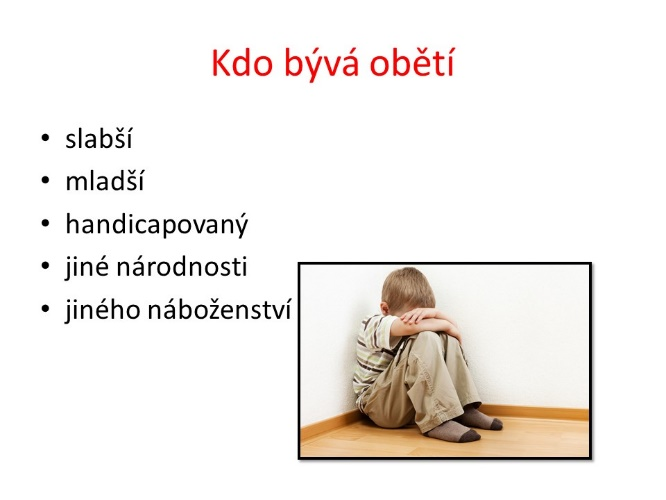 Kdo bývá obětí
• slabší
• mladší
• handicapovaný
• jiné národnosti
• jiného náboženství